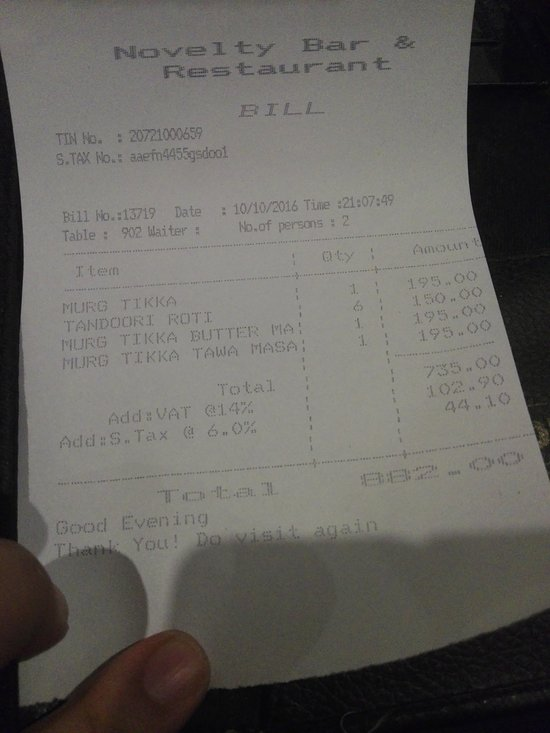 Novelty Bar &
Restaurant
BILL
TIN No. : 20721000659
S.TAX No.: aaefn4455gsdoo1
Bill No.:13719 Date : 10/10/2016 Time :21:07:49
Table : 902 Waiter : No.of persons : 2
Item Qty Amount
MURG TIKKA 1 195.00
TANDOORI ROTI 6 150.00
MURG TIKKA BUTTER MA 1 195.00
MURG TIKKA TAWA MASA 1 195.00
Total 735.00
Add:VAT @14% 102.90
Add:S.Tax @ 6.0% 44.10
Total 882.00
Good Evening
Thank You! Do visit again